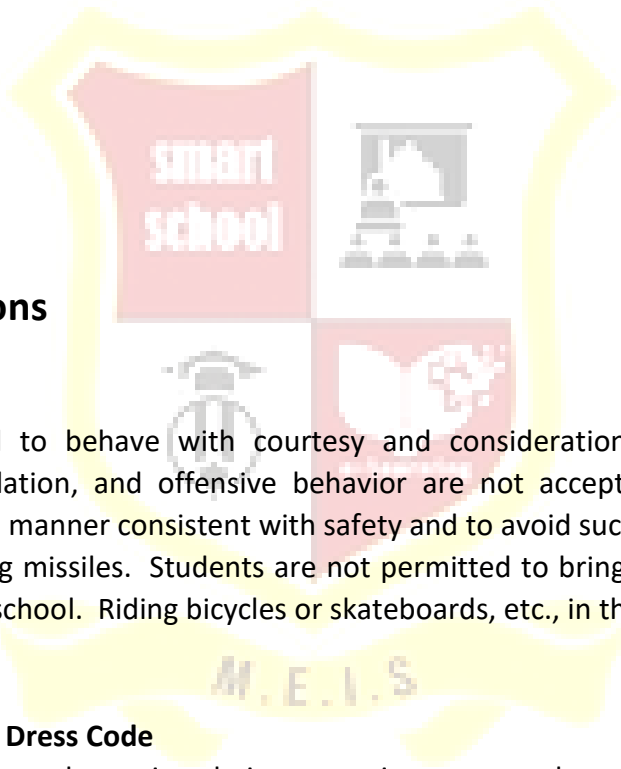 smart
school
ons
to behave with courtesy and consideration
lation, and offensive behavior are not accept
manner consistent with safety and to avoid suc
g missiles. Students are not permitted to bring
school. Riding bicycles or skateboards, etc., in th
M.E.I.S
Dress Code